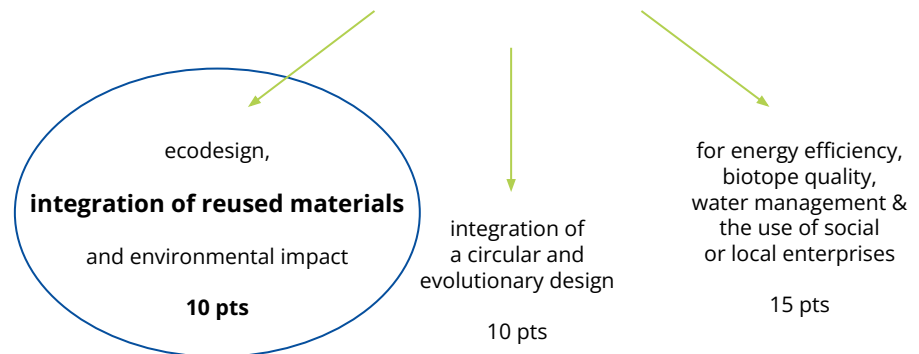 ecodesign,
integration of reused materials
and environmental impact
10 pts
integration of
a circular and
evolutionary design
10 pts
for energy efficiency,
biotope quality,
water management &
the use of social
or local enterprises
15 pts